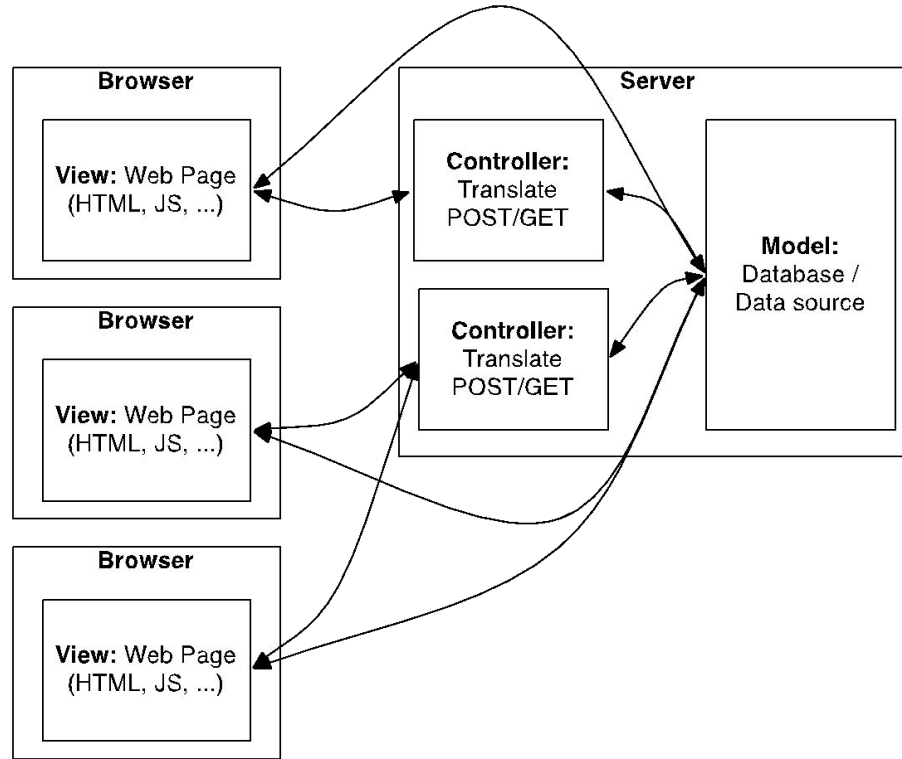 Browser
View: Web Page
(HTML, JS, ...)
Browser
View: Web Page
(HTML, JS, ...)
Browser
View: Web Page
(HTML, JS, ...)
Server
Controller:
Translate
POST/GET
Controller:
Translate
POST/GET
Model:
Database /
Data source